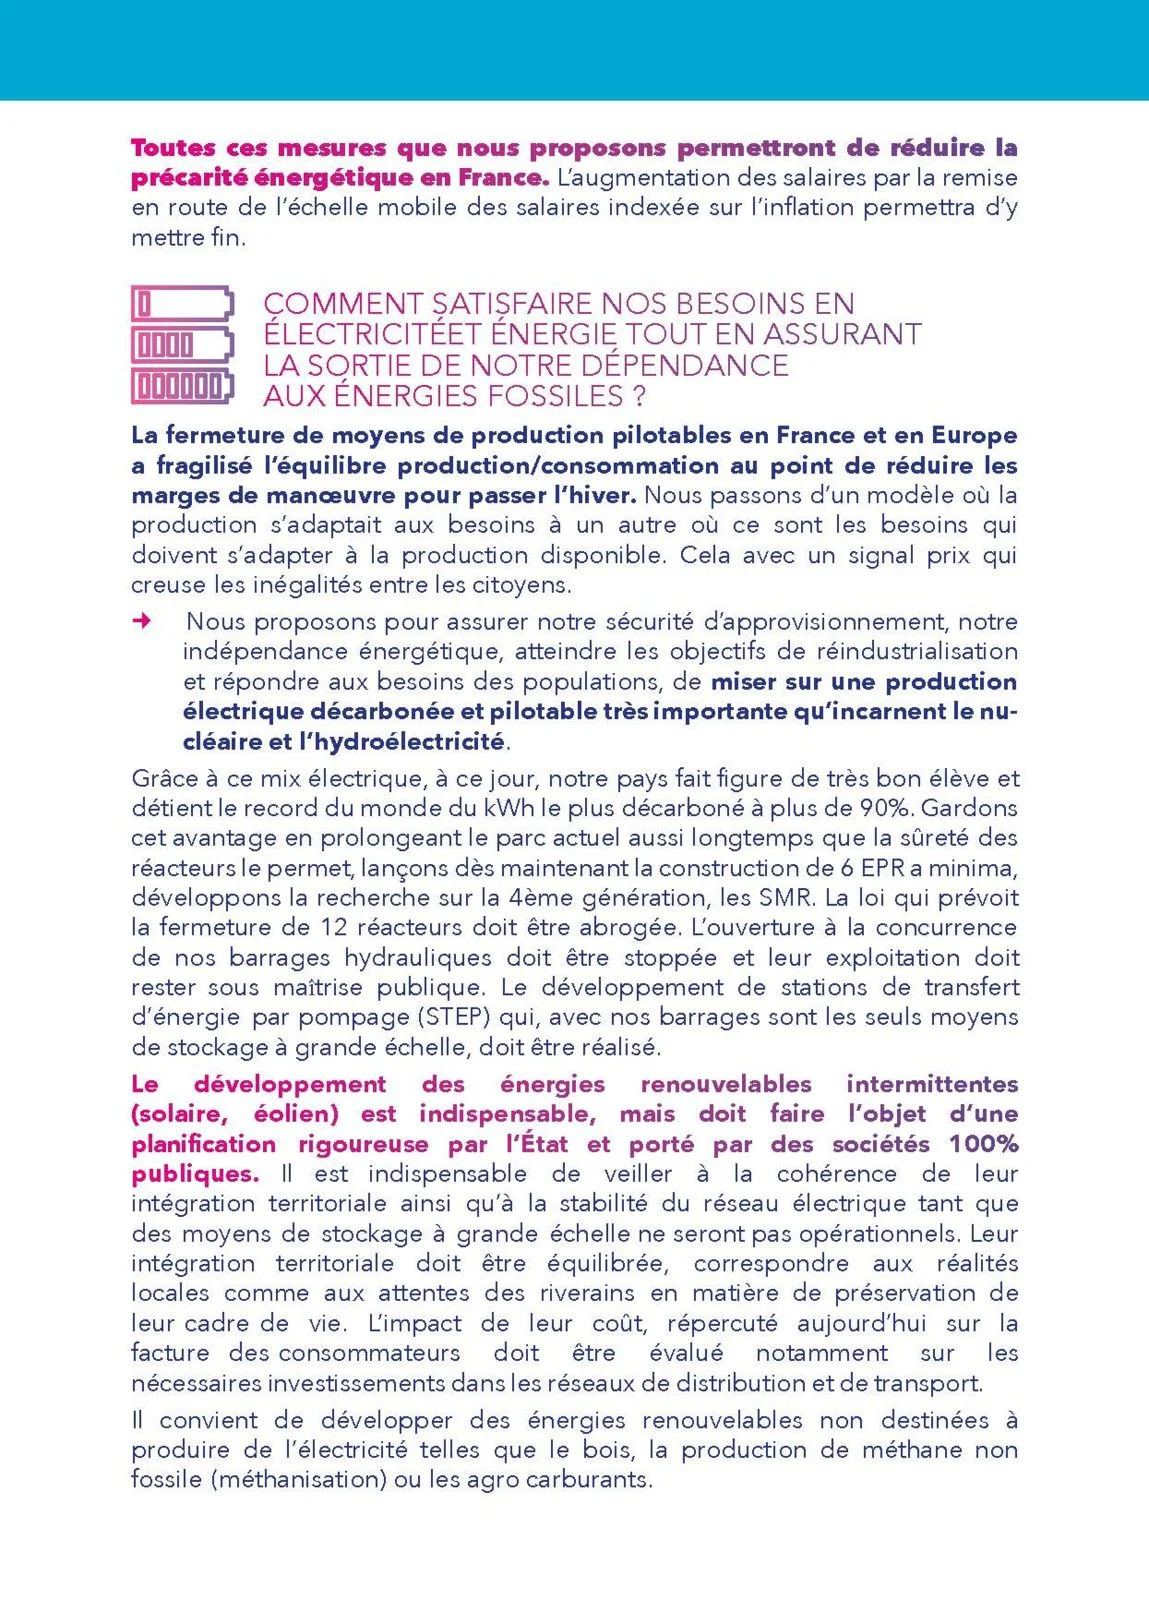 Toutes ces mesures que nous proposons permettront de réduire la
précarité énergétique en France. L’augmentation des salaires par la remise
en route de l’échelle mobile des salaires indexée sur l’inflation permettra d’y
mettre fin.
COMMENT SATISFAIRE NOS BESOINS EN
ÉLECTRICITÉET ÉNERGIE TOUT EN ASSURANT
LA SORTIE DE NOTRE DÉPENDANCE
AUX ÉNERGIES FOSSILES ?
La fermeture de moyens de production pilotables en France et en Europe
a fragilisé l’équilibre production/consommation au point de réduire les
marges de manœuvre pour passer l’hiver. Nous passons d’un modèle où la
production s’adaptait aux besoins à un autre où ce sont les besoins qui
doivent s’adapter à la production disponible. Cela avec un signal prix qui
creuse les inégalités entre les citoyens.
➔ Nous proposons pour assurer notre sécurité d’approvisionnement, notre
indépendance énergétique, atteindre les objectifs de réindustrialisation
et répondre aux besoins des populations, de miser sur une production
électrique décarbonée et pilotable très importante qu’incarnent le nu-
cléaire et l’hydroélectricité.
Grâce à ce mix électrique, à ce jour, notre pays fait figure de très bon élève et
détient le record du monde du kWh le plus décarboné à plus de 90%. Gardons
cet avantage en prolongeant le parc actuel aussi longtemps que la sûreté des
réacteurs le permet, lançons dès maintenant la construction de 6 EPR a minima,
développons la recherche sur la 4ème génération, les SMR. La loi qui prévoit
la fermeture de 12 réacteurs doit être abrogée. L’ouverture à la concurrence
de nos barrages hydrauliques doit être stoppée et leur exploitation doit
rester sous maîtrise publique. Le développement de stations de transfert
d’énergie par pompage (STEP) qui, avec nos barrages sont les seuls moyens
de stockage à grande échelle, doit être réalisé.
Le développement des énergies renouvelables intermittentes
(solaire, éolien) est indispensable, mais doit faire l’objet d’une
planification rigoureuse par l’État et porté par des sociétés 100%
publiques. Il est indispensable de veiller à la cohérence de leur
intégration territoriale ainsi qu’à la stabilité du réseau électrique tant que
des moyens de stockage à grande échelle ne seront pas opérationnels. Leur
intégration territoriale doit être équilibrée, correspondre aux réalités
locales comme aux attentes des riverains en matière de préservation de
leur cadre de vie. L’impact de leur coût, répercuté aujourd’hui sur la
facture des consommateurs doit être évalué notamment sur les
nécessaires investissements dans les réseaux de distribution et de transport.
Il convient de développer des énergies renouvelables non destinées à
produire de l’électricité telles que le bois, la production de méthane non
fossile (méthanisation) ou les agro carburants.